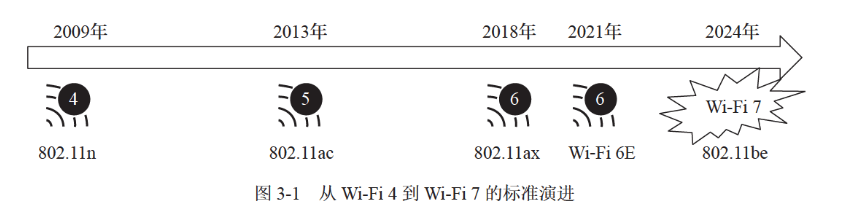 2009年 2013年 2018年 2021年 2024年
4 5 6 6 Wi-Fi 7
802.11n 802.11ac 802.11ax Wi-Fi 6E 802.11be
图 3-1 从 Wi-Fi 4 到 Wi-Fi 7 的标准演进